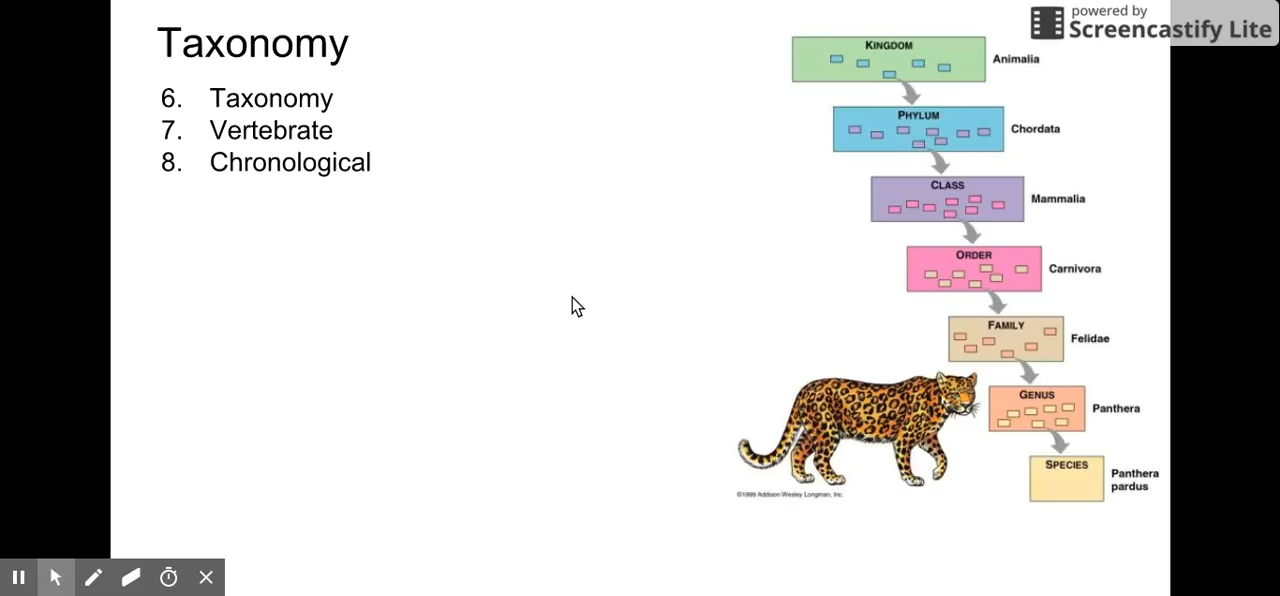 powered by
Screencastify Lite
Taxonomy
6. Taxonomy
7. Vertebrate
8. Chronological
KINGDOM
Animalia
PHYLUM
Chordata
CLASS
Mammalia
ORDER
Carnivora
FAMILY
Felidae
GENUS
Panthera
SPECIES
Panthera
pardus
©1999 Addison Wesley Longman, Inc.